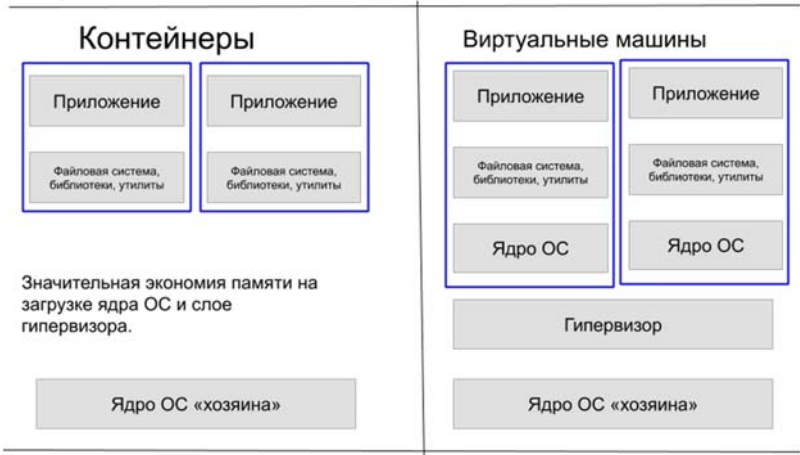 Контейнеры
Приложение
Файловая система,
библиотеки, утилиты
Приложение
Файловая система,
библиотеки, утилиты
Значительная экономия памяти на
загрузке ядра ОС и слое
гипервизора.
Ядро ОС «хозяина»
Виртуальные машины
Приложение
Файловая система,
библиотеки, утилиты
Ядро ОС
Приложение
Файловая система,
библиотеки, утилиты
Ядро ОС
Гипервизор
Ядро ОС «хозяина»